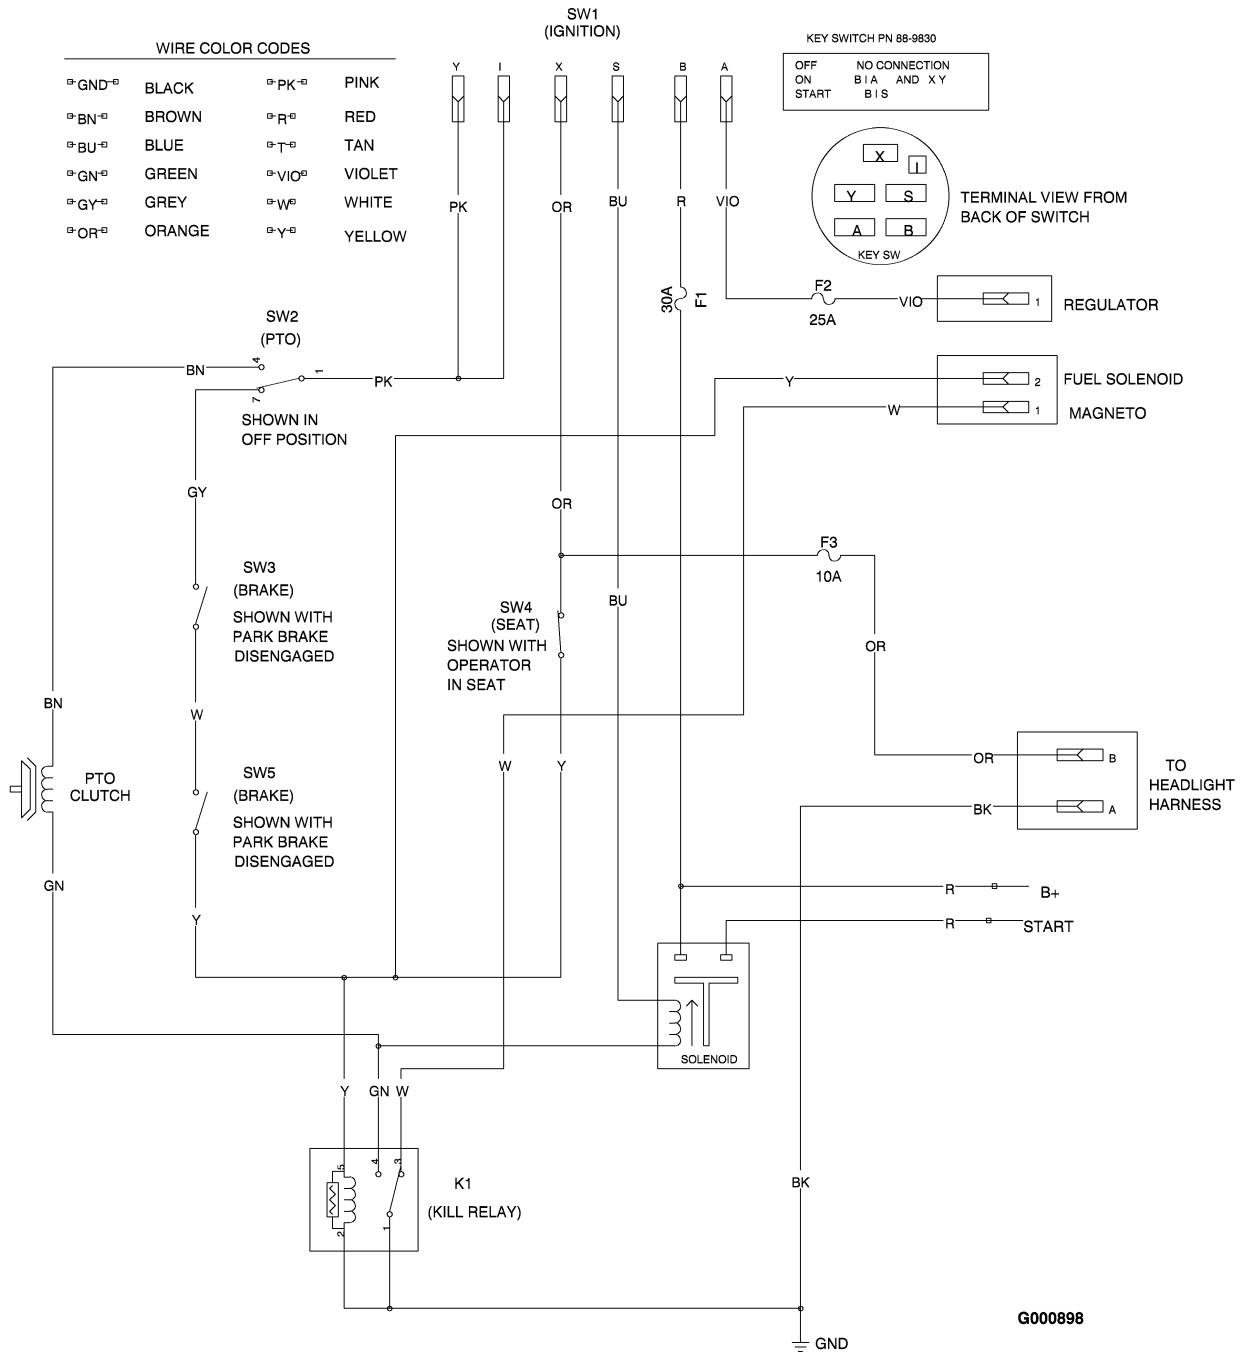 SW1
(IGNITION)
WIRE COLOR CODES
KEY SWITCH PN 88-9830
GND BLACK PK PINK
BN BROWN R RED
BU BLUE T TAN
GN GREEN VIO VIOLET
GY GREY W WHITE
OR ORANGE Y YELLOW
Y I X S B A
OFF NO CONNECTION
ON B I A AND X Y
START B I S
X
I
Y S
A B
KEY SW
TERMINAL VIEW FROM
BACK OF SWITCH
PK OR BU R VIO
30A F1
F2
25A
VIO
1
REGULATOR
SW2
(PTO)
4
1
7
BN
PK
SHOWN IN
OFF POSITION
Y
2
FUEL SOLENOID
W
1
MAGNETO
GY
OR
F3
10A
SW3
(BRAKE)
SHOWN WITH
PARK BRAKE
DISENGAGED
SW4
(SEAT)
SHOWN WITH
OPERATOR
IN SEAT
BU
OR
BN
W
W
Y
OR
B
TO
HEADLIGHT
HARNESS
BK
A
PTO
CLUTCH
SW5
(BRAKE)
SHOWN WITH
PARK BRAKE
DISENGAGED
GN
Y
R
B+
R
START
SOLENOID
Y GN W
5
4
3
2
1
K1
(KILL RELAY)
BK
GND
G000898